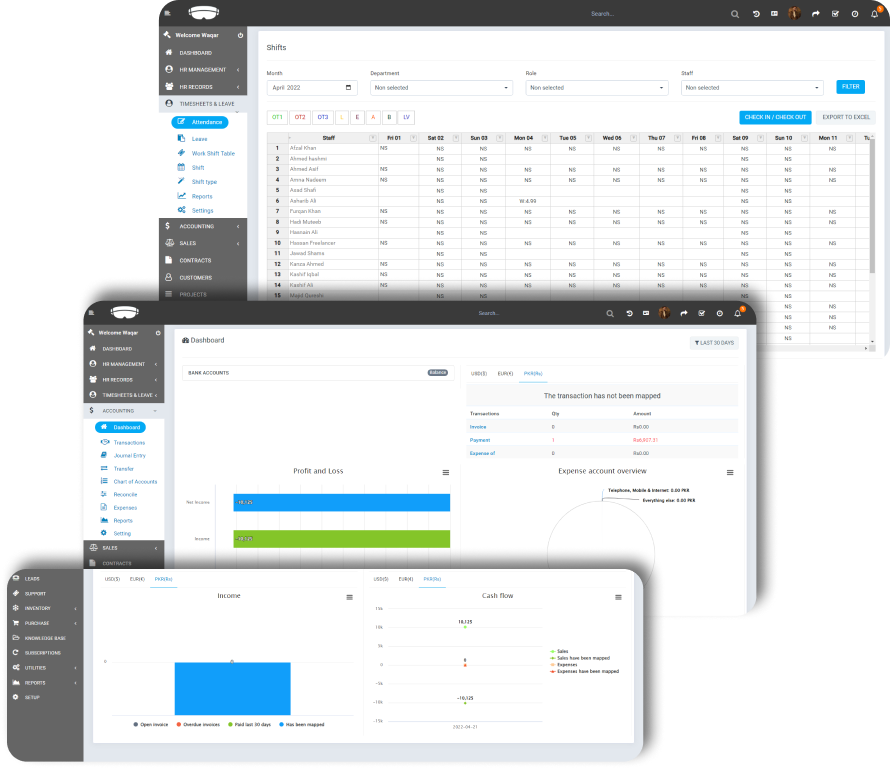 Search...
5
Welcome Waqar
DASHBOARD
HR MANAGEMENT
HR RECORDS
TIMESHEETS & LEAVE
Attendance
Leave
Work Shift Table
Shift
Shift type
Reports
Settings
ACCOUNTING
SALES
CONTRACTS
CUSTOMERS
PROJECTS
Shifts
Month Department Role Staff
April 2022 Non selected Non selected Non selected FILTER
OT1 OT2 OT3 L E A B LV CHECK IN / CHECK OUT EXPORT TO EXCEL
Staff Fri 01 Sat 02 Sun 03 Mon 04 Tue 05 Wed 06 Thu 07 Fri 08 Sat 09 Sun 10 Mon 11
1 Afzal Khan NS NS NS NS NS NS NS NS NS NS NS
2 Ahmed hashmi NS NS NS NS
3 Ahmed Asif NS NS NS NS NS NS NS NS NS NS NS
4 Amna Nadeem NS NS NS NS NS NS NS NS NS NS NS
5 Asad Shafi NS NS NS NS
6 Asharib Ali NS NS W:4.99 NS NS
7 Furqan Khan NS NS NS NS NS NS NS NS NS NS NS
8 Hadi Muteeb NS NS NS NS NS NS NS NS NS NS NS
9 Hasnain Ali NS NS NS NS
10 Hassan Freelancer NS NS NS NS NS NS NS NS NS NS NS
11 Jawad Shams NS NS NS NS
12 Kanza Ahmed NS NS NS NS NS NS NS NS NS NS NS
13 Kashif Iqbal NS NS NS NS NS NS NS NS NS NS NS
14 Kashif Ali NS NS NS NS NS NS NS NS NS NS NS
15 Majid Qureshi NS NS NS NS
NS
NS
NS
NS
Search...
Welcome Waqar
DASHBOARD
HR MANAGEMENT
HR RECORDS
TIMESHEETS & LEAVE
ACCOUNTING
Dashboard
Transactions
Journal Entry
Transfer
Chart of Accounts
Reconcile
Expenses
Reports
Setting
SALES
CONTRACTS
Dashboard
LAST 30 DAYS
BANK ACCOUNTS Balance
USD($) EUR(€) PKR(Rs)
The transaction has not been mapped
Transactions Qty Amount
Invoice 0 Rs0.00
Payment 1 Rs6,827.31
Expense of 0 Rs0.00
Profit and Loss
Net Income -10,125
Income -10,125
Expense account overview
Telephone, Mobile & Internet: 0.00 PKR
Everything else: 0.00 PKR
LEADS
SUPPORT
INVENTORY
PURCHASE
KNOWLEDGE BASE
SUBSCRIPTIONS
UTILITIES
REPORTS
SETUP
USD($) EUR(€) PKR(Rs)
Income
0
Open invoice Overdue invoices Paid last 30 days Has been mapped
USD($) EUR(€) PKR(Rs)
Cash flow
15k
10k
5k
0
-5k
-10k
-15k
10,125
0
-10,125
2022-04-21
Sales
Sales have been mapped
Expenses
Expenses have been mapped